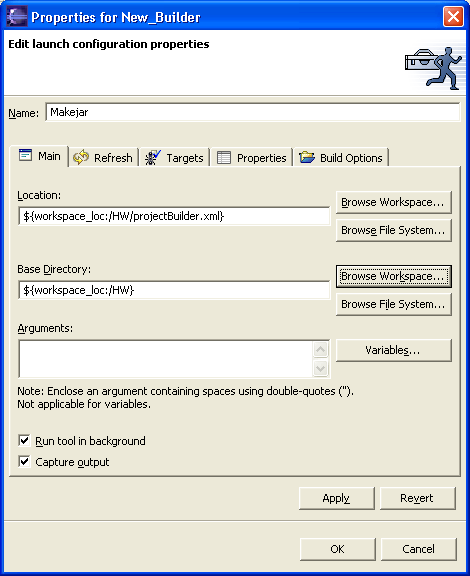 Properties for New_Builder
Edit launch configuration properties
Name: Makejar
Main Refresh Targets Properties Build Options
Location:
${workspace_loc:/HW/projectBuilder.xml}
Browse Workspace...
Browse File System...
Base Directory:
${workspace_loc:/HW}
Browse Workspace...
Browse File System...
Arguments:
Variables...
Note: Enclose an argument containing spaces using double-quotes (").
Not applicable for variables.
Run tool in background
Capture output
Apply Revert
OK Cancel